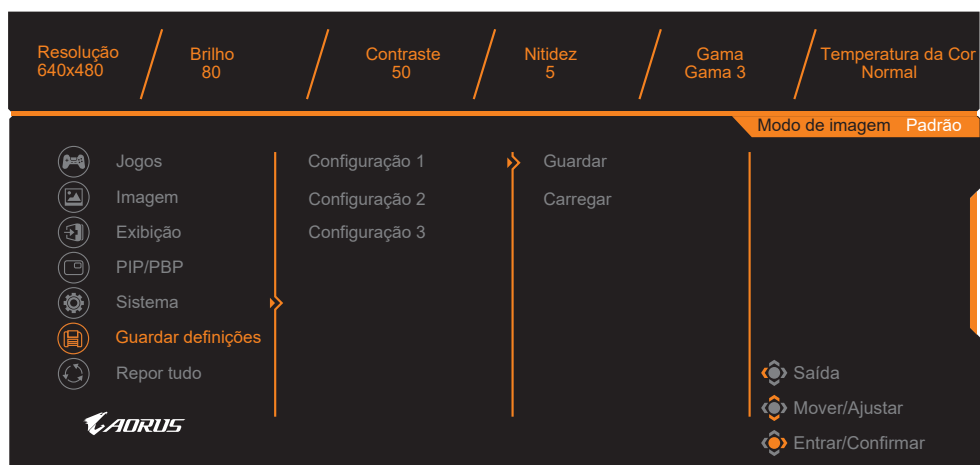 Resolução
640x480
Brilho
80
Contraste
50
Nitidez
5
Gama
Gama 3
Temperatura da Cor
Normal
Modo de imagem Padrão
Jogos
Imagem
Exibição
PIP/PBP
Sistema
Guardar definições
Repor tudo
Configuração 1
Configuração 2
Configuração 3
Guardar
Carregar
Saída
Mover/Ajustar
Entrar/Confirmar
AORUS